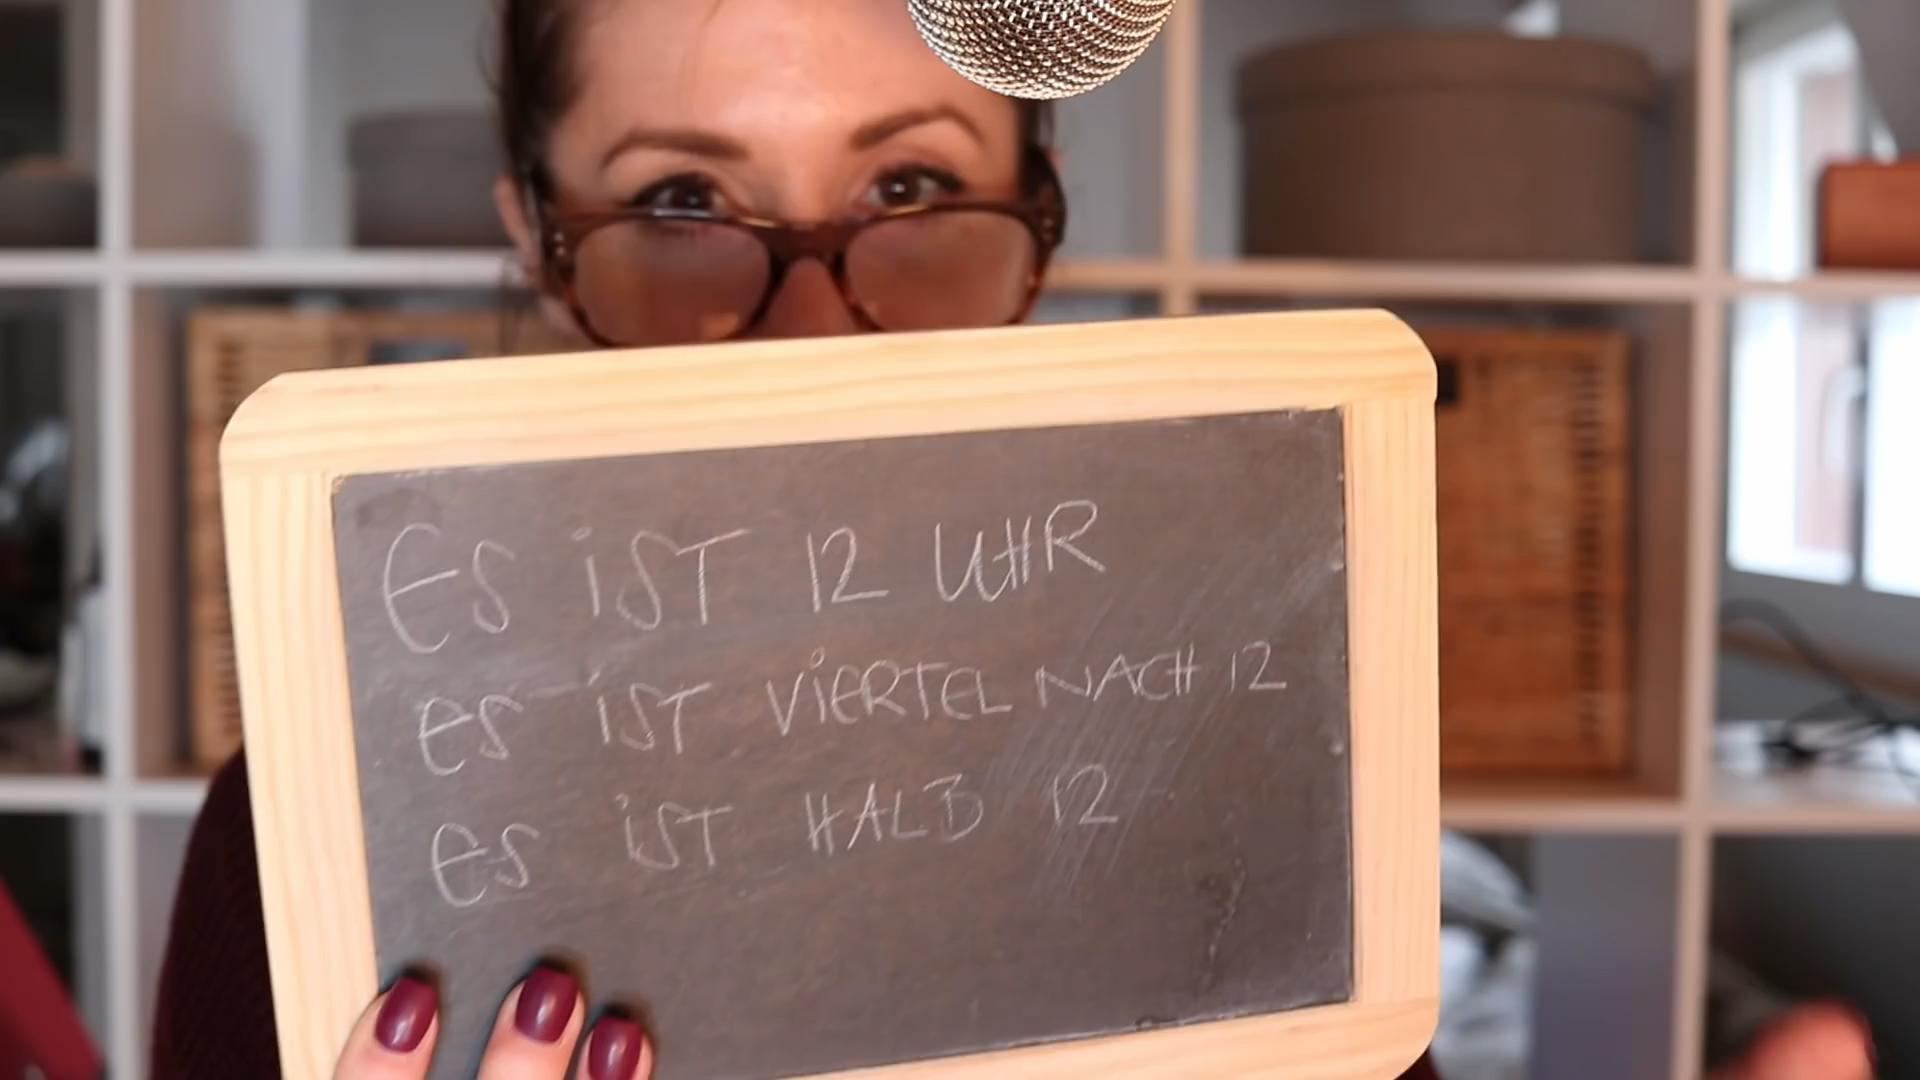 ES iST 12 UHR
es iST ViERTEL NACH 12
es iST HALB 12